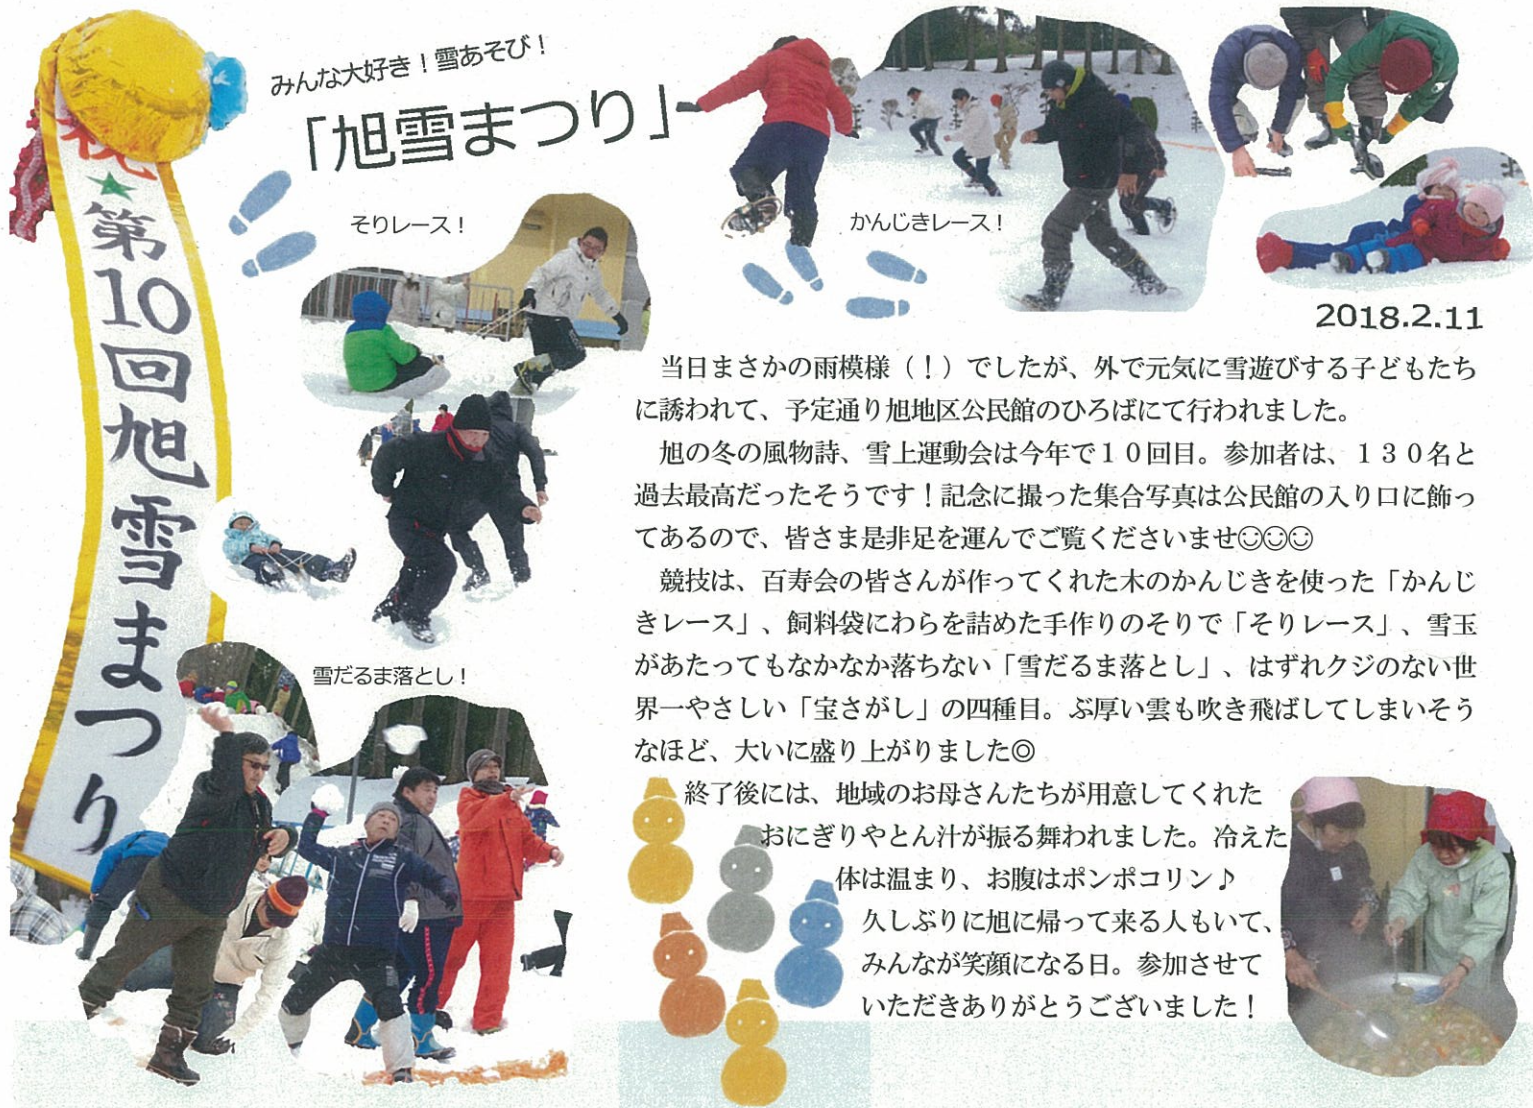 祝
★第10回旭雪まつり
みんな大好き！雪あそび！
「旭雪まつり」
そりレース！
かんじきレース！
2018.2.11
当日まさかの雨模様（！）でしたが、外で元気に雪遊びする子どもたち
に誘われて、予定通り旭地区公民館のひろばにて行われました。
旭の冬の風物詩、雪上運動会は今年で１０回目。参加者は、１３０名と
過去最高だったそうです！記念に撮った集合写真は公民館の入り口に飾っ
てあるので、皆さま是非足を運んでご覧くださいませ☺☺☺
競技は、百寿会の皆さんが作ってくれた木のかんじきを使った「かんじ
きレース」、飼料袋にわらを詰めた手作りのそりで「そりレース」、雪玉
があたってもなかなか落ちない「雪だるま落とし」、はずれクジのない世
界一やさしい「宝さがし」の四種目。ぶ厚い雲も吹き飛ばしてしまいそう
なほど、大いに盛り上がりました◎
雪だるま落とし！
終了後には、地域のお母さんたちが用意してくれた
おにぎりやとん汁が振る舞われました。冷えた
体は温まり、お腹はポンポコリン♪
久しぶりに旭に帰って来る人もいて、
みんなが笑顔になる日。参加させて
いただきありがとうございました！